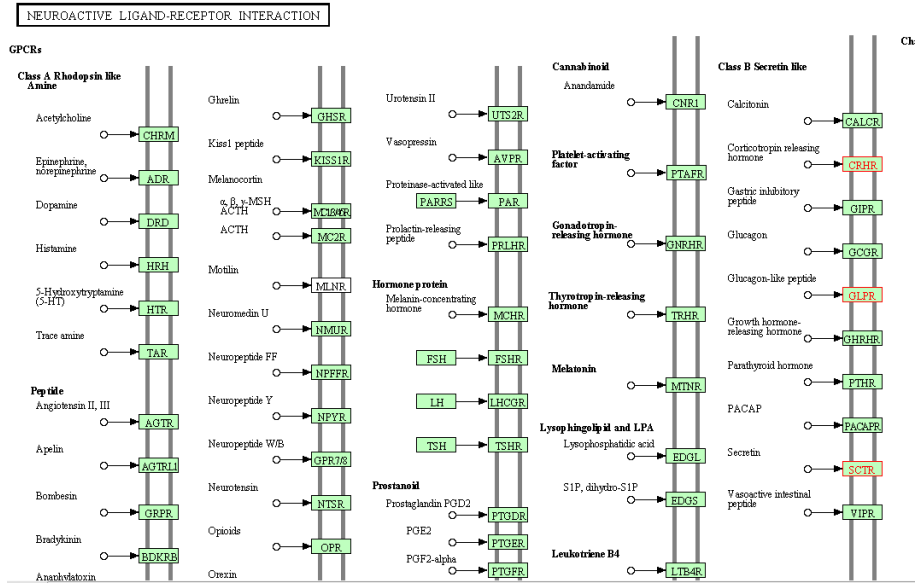 NEUROACTIVE LIGAND-RECEPTOR INTERACTION
GPCRs
Class A Rhodopsin like
Amine
Acetylcholine
CHRM
Epinephrine,
norepinephrine
ADR
Dopamine
DRD
Histamine
HRH
5-Hydroxytryptamine
(5-HT)
HTR
Trace amine
TAR
Peptide
Angiotensin II, III
AGTR
Apelin
AGTRL1
Bombesin
GRPR
Bradykinin
BDKRB
Anaphylatoxin
Ghrelin
GHSR
Kiss1 peptide
KISS1R
Melanocortin
α, β, γ-MSH
ACTH
ACTH
MC2R
Motilin
MLNR
Neuromedin U
NMUR
Neuropeptide FF
NPFFR
Neuropeptide Y
NPYR
Neuropeptide W/B
GPR7/8
Neurotensin
NTSR
Opioids
OPR
Orexin
Urotensin II
UTS2R
Vasopressin
AVPR
Proteinase-activated like
PARRS PAR
Prolactin-releasing
peptide
PRLHR
Hormone protein
Melanin-concentrating
hormone
MCHR
FSH FSHR
LH LHCGR
TSH TSHR
Prostanoid
Prostaglandin PGD2
PTGDR
PGE2
PTGER
PGF2-alpha
PTGFR
Cannabinoid
Anandamide
CNR1
Platelet-activating
factor
PTAFR
Gonadotropin-
releasing hormone
GNRHR
Thyrotropin-releasing
hormone
TRHR
Melatonin
MTNR
Lysophingolipid and LPA
Lysophosphatidic acid
EDGL
S1P, dihydro-S1P
EDGS
Leukotriene B4
LTB4R
Class B Secretin like
Calcitonin
CALCR
Corticotropin releasing
hormone
CRHR
Gastric inhibitory
peptide
GIPR
Glucagon
GCGR
Glucagon-like peptide
GLPR
Growth hormone-
releasing hormone
GHRHR
Parathyroid hormone
PTHR
PACAP
PACAPR
Secretin
SCTR
Vasoactive intestinal
peptide
VIPR